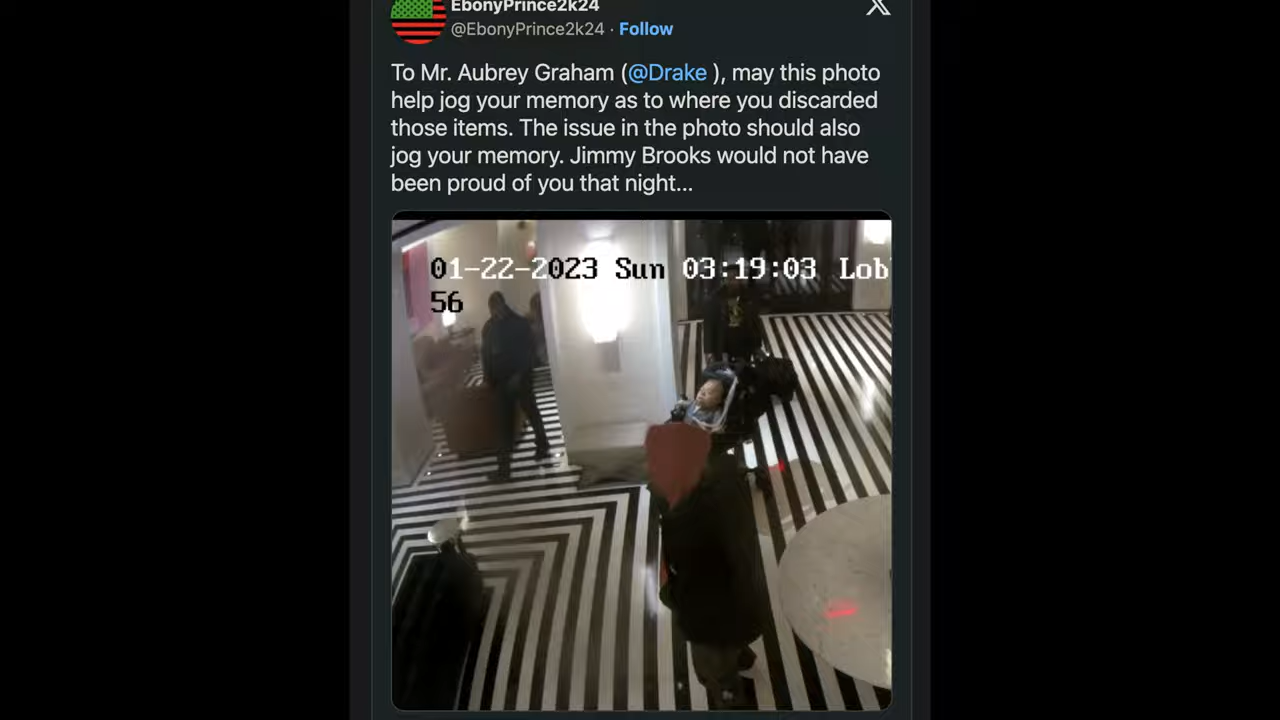 EbonyPrince2k24
@EbonyPrince2k24 · Follow
To Mr. Aubrey Graham (@Drake ), may this photo
help jog your memory as to where you discarded
those items. The issue in the photo should also
jog your memory. Jimmy Brooks would not have
been proud of you that night...
01-22-2023 Sun 03:19:03 Lob
56